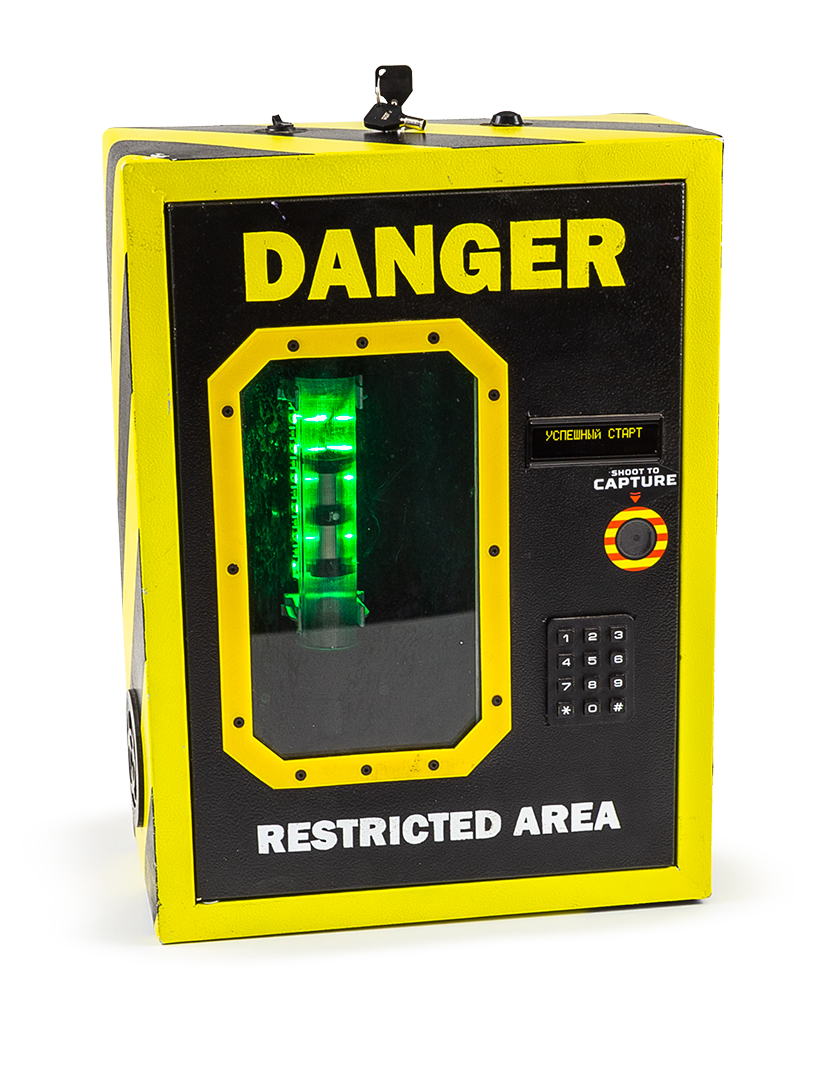 DANGER
УСПЕШНЫЙ СТАРТ
SHOOT TO
CAPTURE
1 2 3
4 5 6
7 8 9
* 0 #
RESTRICTED AREA